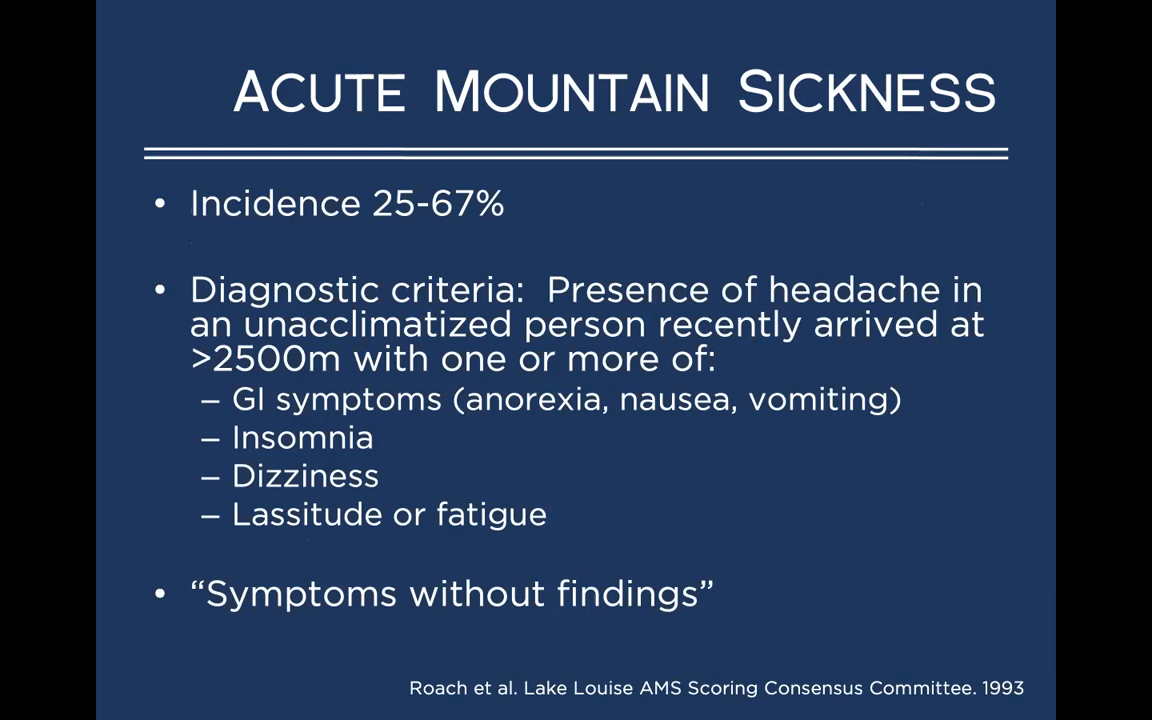 ACUTE MOUNTAIN SICKNESS
• Incidence 25-67%
• Diagnostic criteria: Presence of headache in
an unacclimatized person recently arrived at
>2500m with one or more of:
– GI symptoms (anorexia, nausea, vomiting)
– Insomnia
– Dizziness
– Lassitude or fatigue
• “Symptoms without findings”
Roach et al. Lake Louise AMS Scoring Consensus Committee. 1993